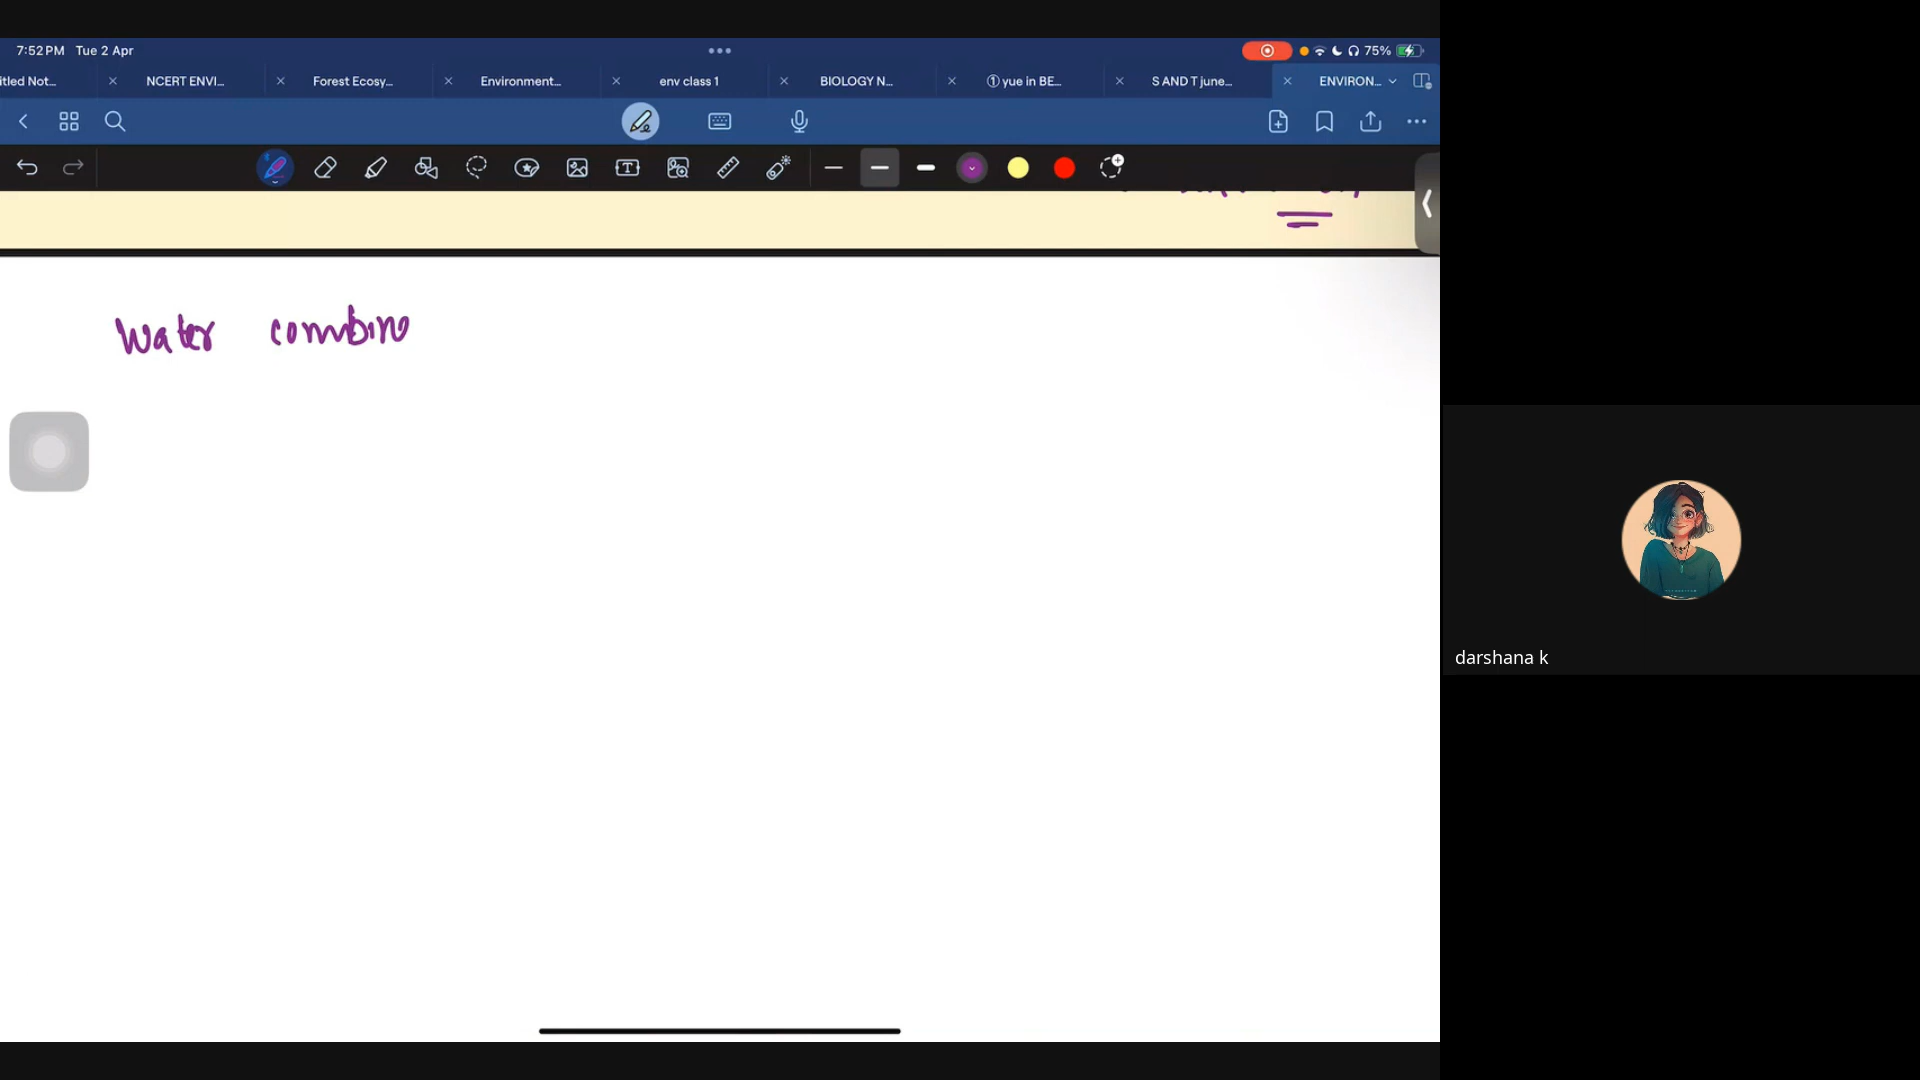 7:52 PM Tue 2 Apr
75%
itled Not...
NCERT ENVI...
Forest Ecosy...
Environment...
env class 1
BIOLOGY N...
① yue in BE...
S AND T june...
ENVIRON...
Water combine
darshana k